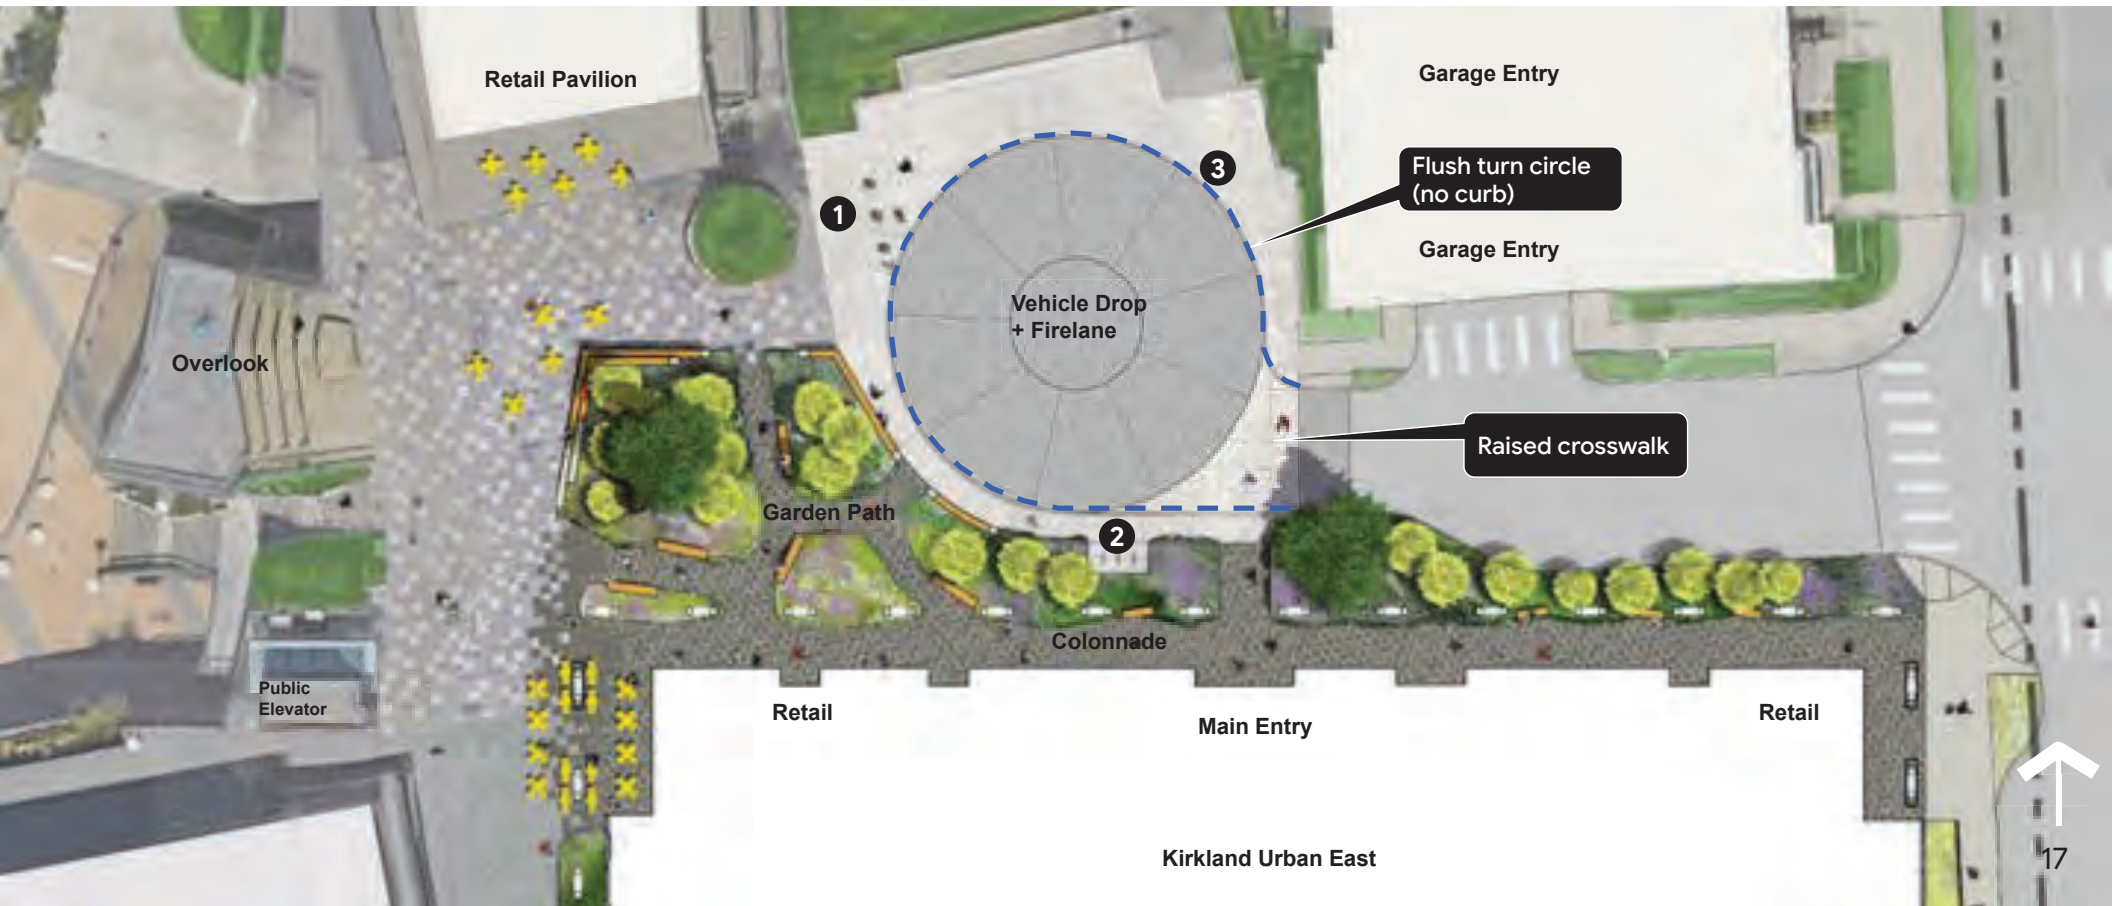 Retail Pavilion
Garage Entry
Flush turn circle
(no curb)
Garage Entry
1
3
Vehicle Drop
+ Firelane
Overlook
Raised crosswalk
Garden Path
2
Colonnade
Public
Elevator
Retail
Main Entry
Retail
Kirkland Urban East
17